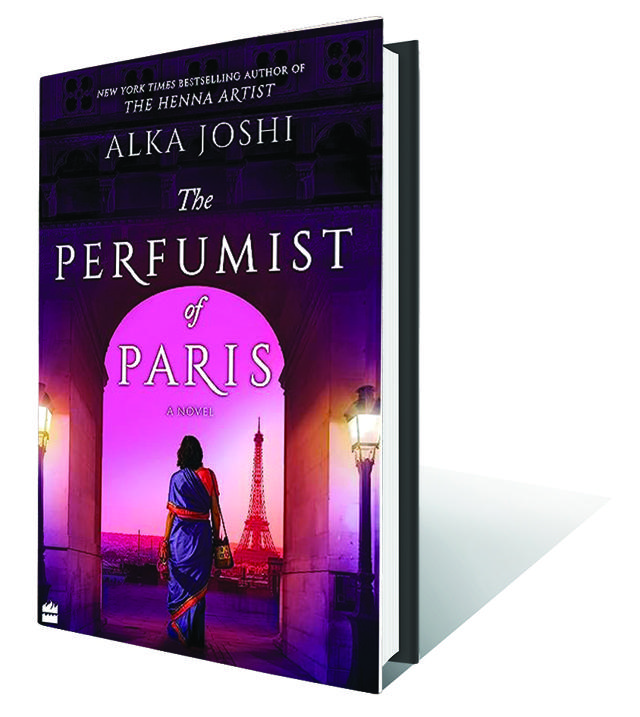 NEW YORK TIMES BESTSELLING AUTHOR OF
THE HENNA ARTIST
ALKA JOSHI
The
PERFUMIST
of
PARIS
A NOVEL